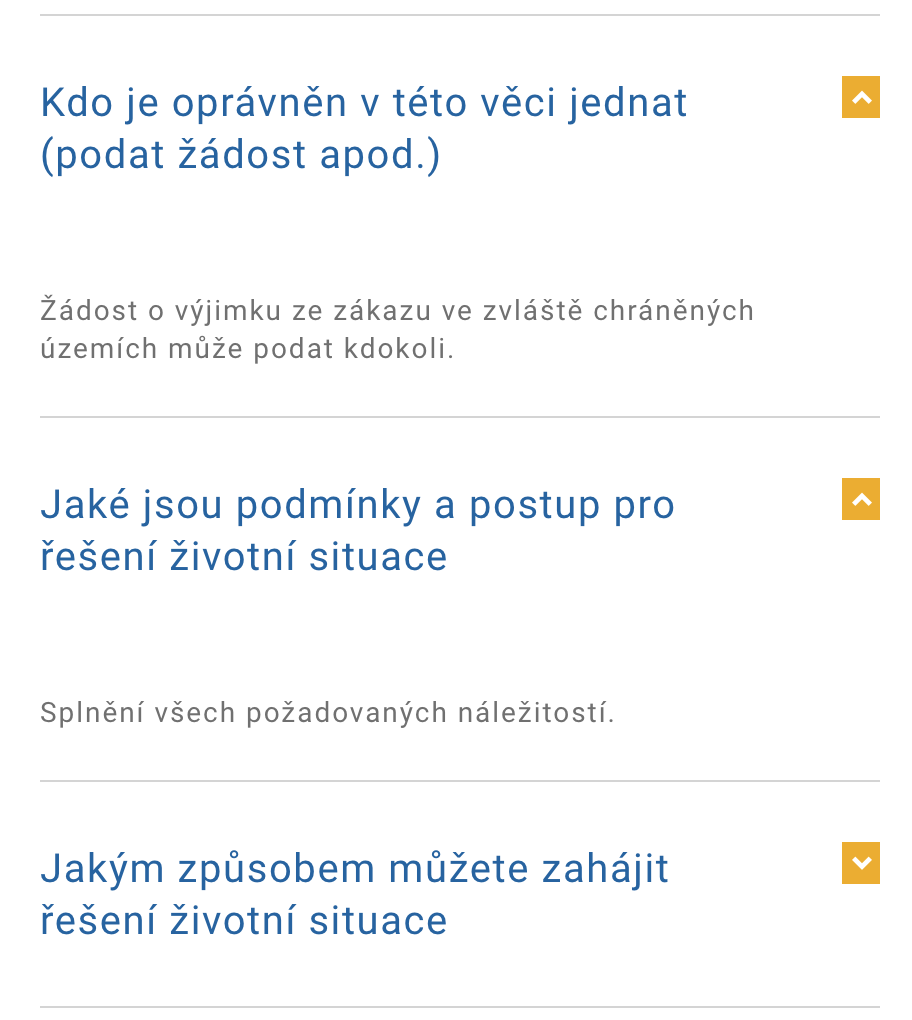 Kdo je oprávněn v této věci jednat
(podat žádost apod.)
Žádost o výjimku ze zákazu ve zvláště chráněných
územích může podat kdokoli.
Jaké jsou podmínky a postup pro
řešení životní situace
Splnění všech požadovaných náležitostí.
Jakým způsobem můžete zahájit
řešení životní situace